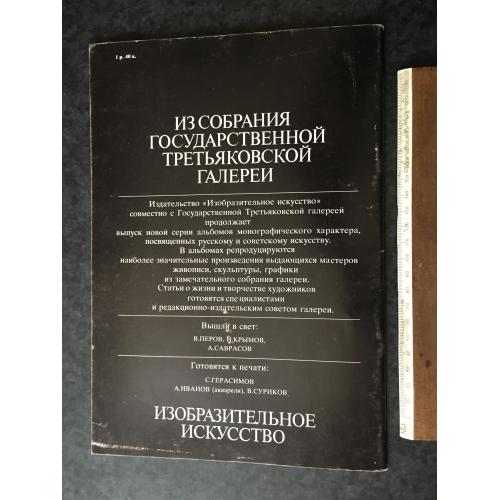 1 р. 40 к.
ИЗ СОБРАНИЯ
ГОСУДАРСТВЕННОЙ
ТРЕТЬЯКОВСКОЙ
ГАЛЕРЕИ
Издательство «Изобразительное искусство»
совместно с Государственной Третьяковской галереей
продолжает
выпуск новой серии альбомов монографического характера,
посвященных русскому и советскому искусству.
В альбомах репродуцируются
наиболее значительные произведения выдающихся мастеров
живописи, скульптуры, графики
из замечательного собрания галереи.
Статьи о жизни и творчестве художников
готовятся специалистами
и редакционно-издательским советом галереи.
Вышли в свет:
В.ПЕРОВ, Н.КРЫМОВ,
А.САВРАСОВ
Готовятся к печати:
С.ГЕРАСИМОВ
А.ИВАНОВ (акварели), В.СУРИКОВ
ИЗОБРАЗИТЕЛЬНОЕ
ИСКУССТВО